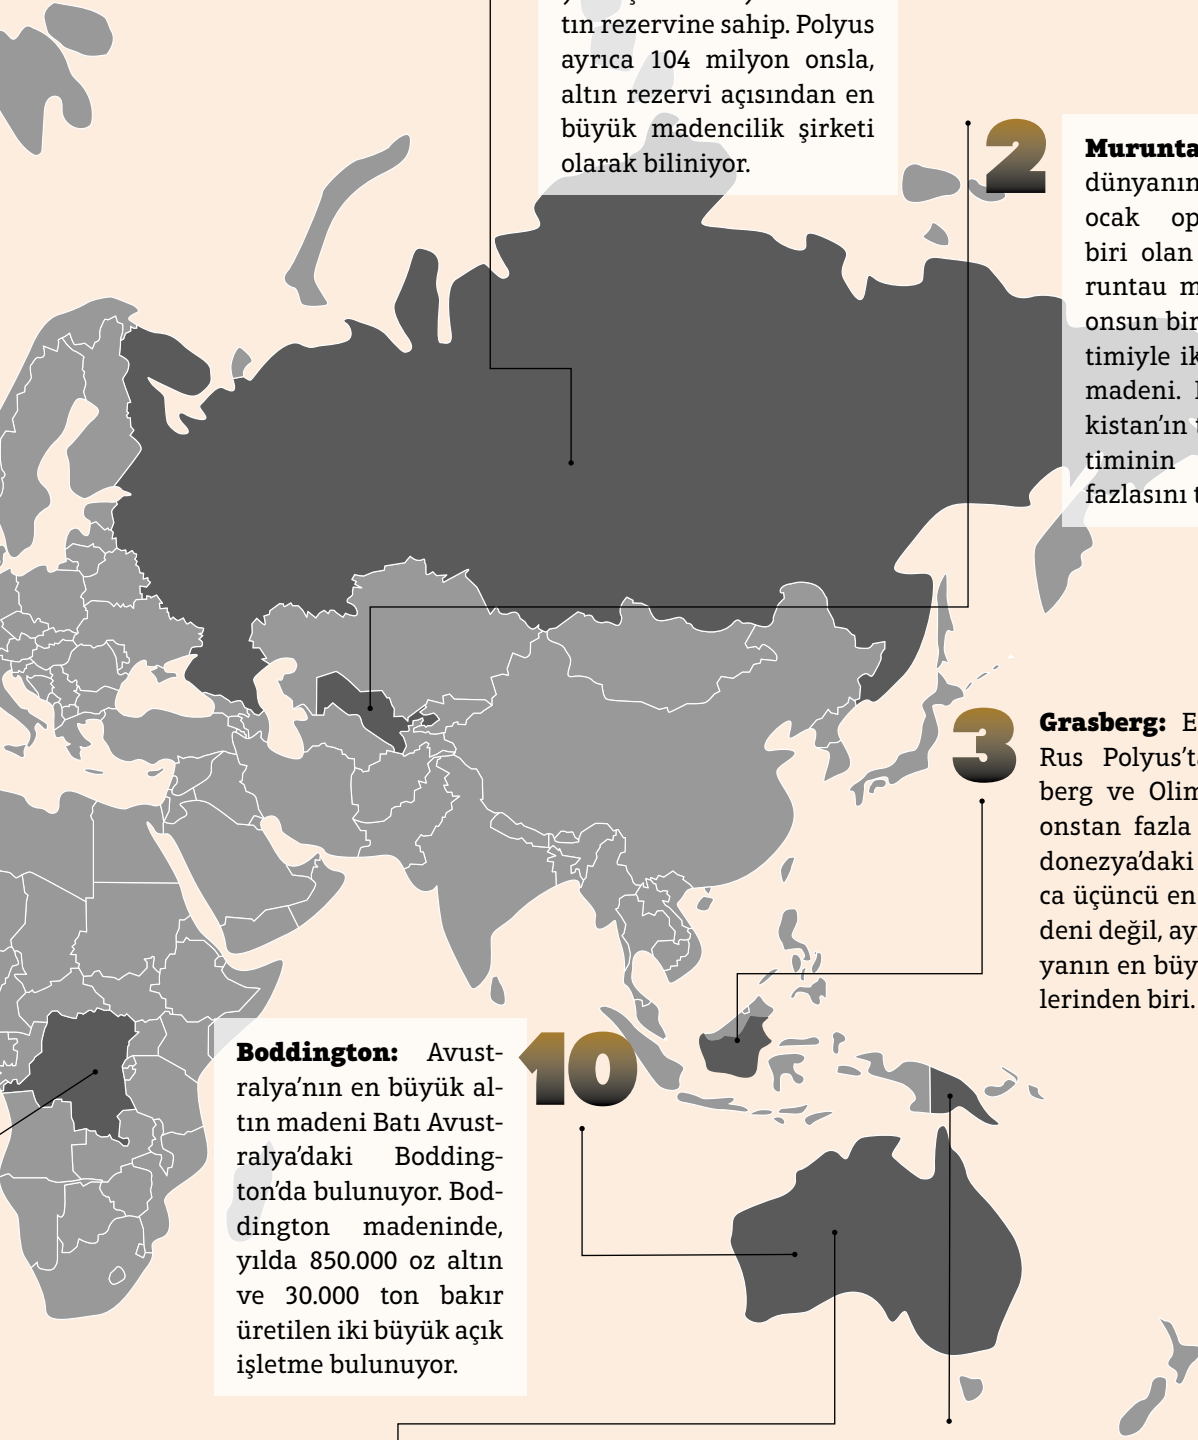 tın rezervine sahip. Polyus
ayrıca 104 milyon onsla,
altın rezervi açısından en
büyük madencilik şirketi
olarak biliniyor.
2
Murunta
dünyanın
ocak op
biri olan
runtau m
onsun bir
timiyle ik
madeni.
kistan’ın t
timinin
fazlasını t
3
Grasberg: E
Rus Polyus’ta
berg ve Olim
onstan fazla
donezya’daki
ca üçüncü en
deni değil, ay
yanın en büy
lerinden biri.
10
Boddington: Avust-
ralya’nın en büyük al-
tın madeni Batı Avust-
ralya’daki Bodding-
ton’da bulunuyor. Bod-
dington madeninde,
yılda 850.000 oz altın
ve 30.000 ton bakır
üretilen iki büyük açık
işletme bulunuyor.